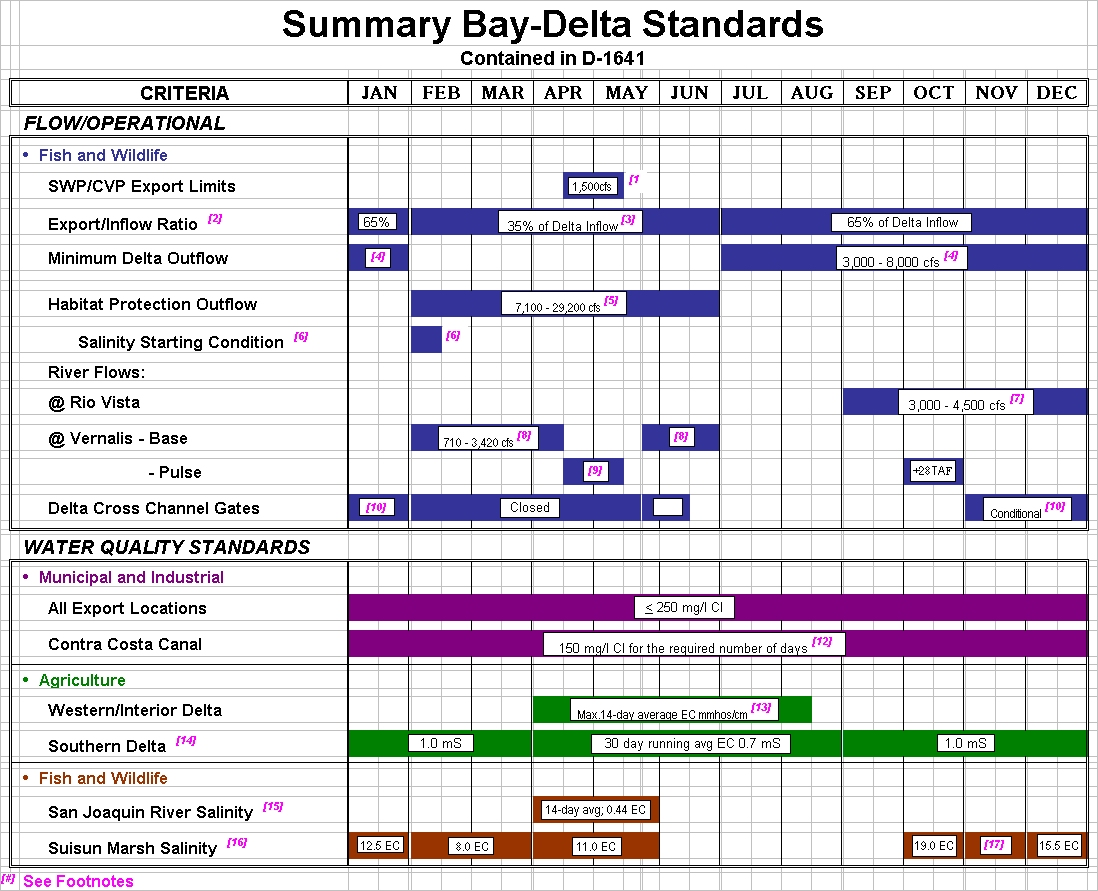 Summary Bay-Delta Standards
Contained in D-1641
CRITERIA JAN FEB MAR APR MAY JUN JUL AUG SEP OCT NOV DEC
FLOW/OPERATIONAL
• Fish and Wildlife
SWP/CVP Export Limits 1,500cfs [1
Export/Inflow Ratio [2] 65% 35% of Delta Inflow [3] 65% of Delta Inflow
Minimum Delta Outflow [4] 3,000 - 8,000 cfs [4]
Habitat Protection Outflow 7,100 - 29,200 cfs [5]
Salinity Starting Condition [6] [6]
River Flows:
@ Rio Vista 3,000 - 4,500 cfs [7]
@ Vernalis - Base 710 - 3,420 cfs [8] [8]
- Pulse [9] +28TAF
Delta Cross Channel Gates [10] Closed Conditional [10]
WATER QUALITY STANDARDS
• Municipal and Industrial
All Export Locations ≤ 250 mg/l Cl
Contra Costa Canal 150 mg/l Cl for the required number of days [12]
• Agriculture
Western/Interior Delta Max.14-day average EC mmhos/cm [13]
Southern Delta [14] 1.0 mS 30 day running avg EC 0.7 mS 1.0 mS
• Fish and Wildlife
San Joaquin River Salinity [15] 14-day avg; 0.44 EC
Suisun Marsh Salinity [16] 12.5 EC 8.0 EC 11.0 EC 19.0 EC [17] 15.5 EC
[#] See Footnotes